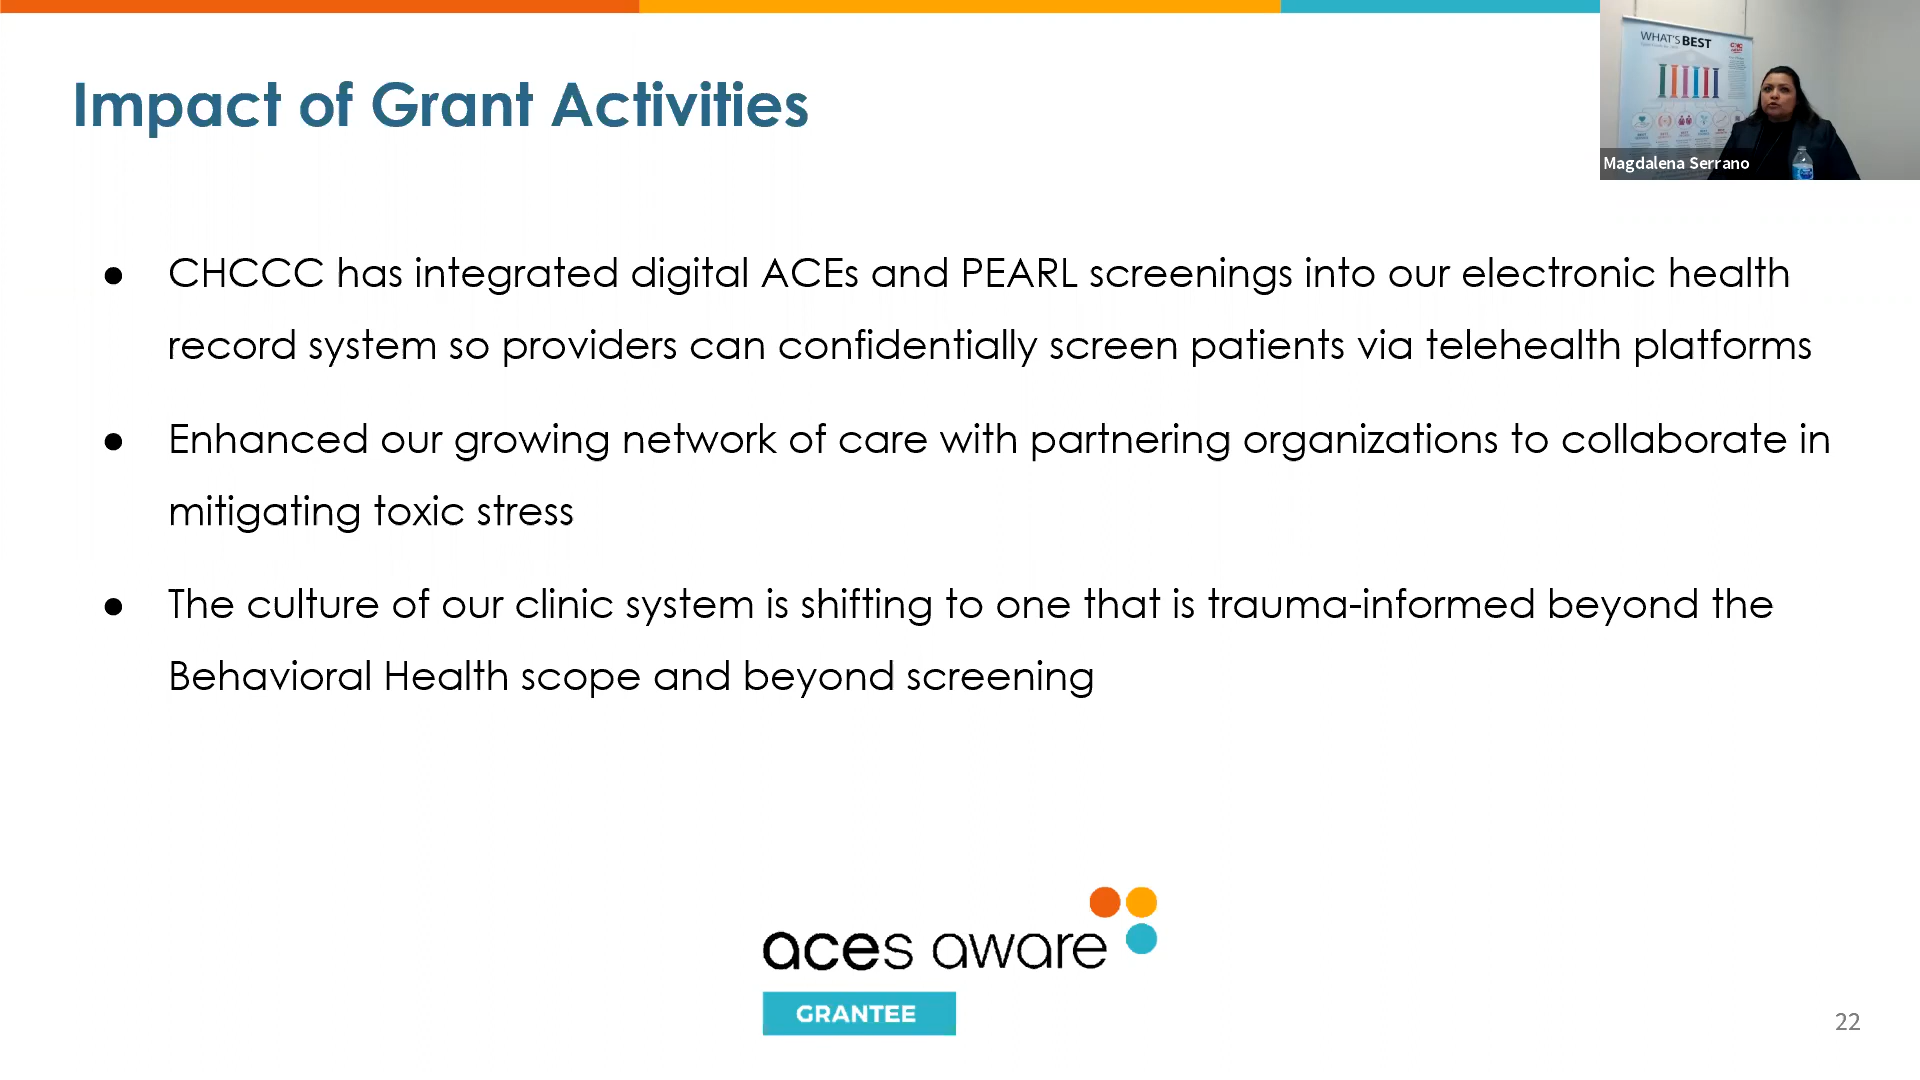 Impact of Grant Activities
WHAT'S BEST
Magdalena Serrano
● CHCCC has integrated digital ACEs and PEARL screenings into our electronic health
record system so providers can confidentially screen patients via telehealth platforms
● Enhanced our growing network of care with partnering organizations to collaborate in
mitigating toxic stress
● The culture of our clinic system is shifting to one that is trauma-informed beyond the
Behavioral Health scope and beyond screening
aces aware
GRANTEE
22